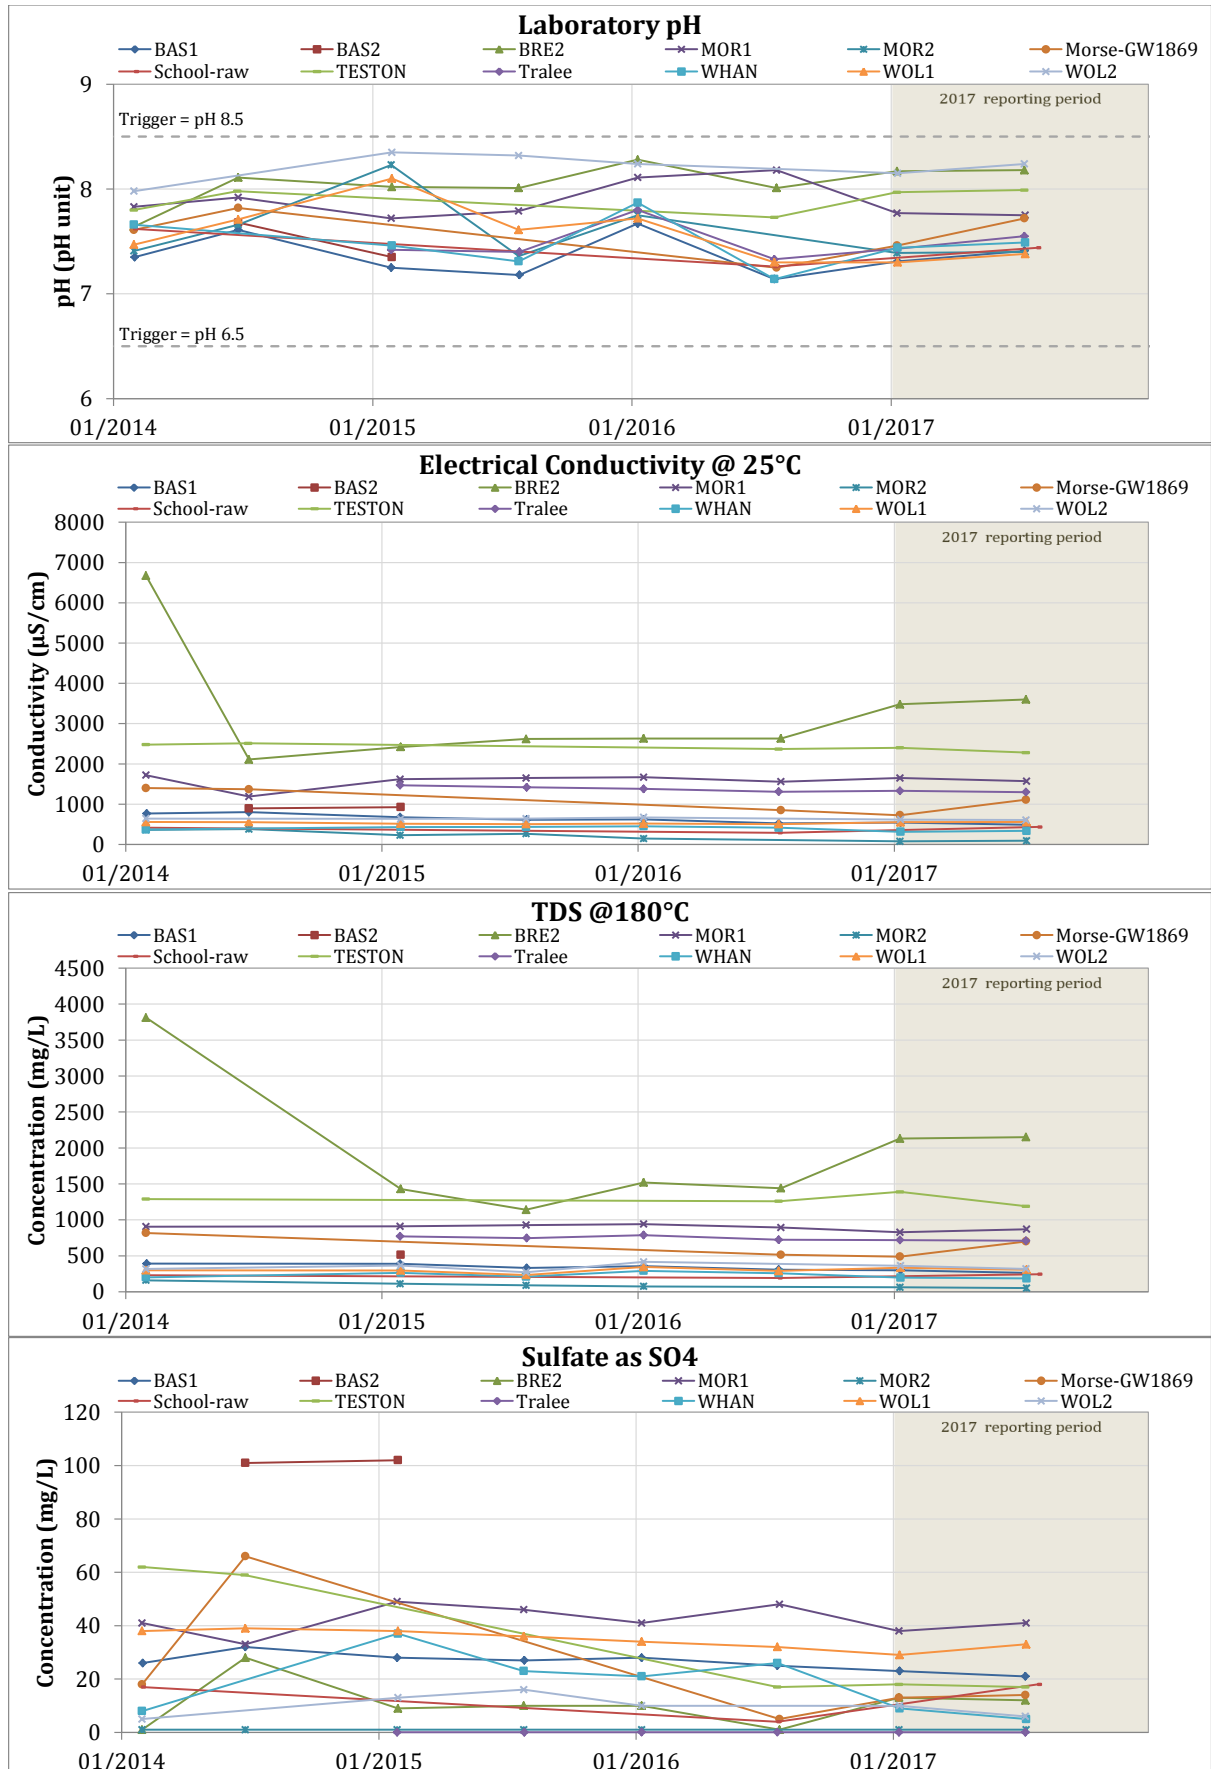 Laboratory pH
BAS1 BAS2 BRE2 MOR1 MOR2 Morse-GW1869
School-raw TESTON Tralee WHAN WOL1 WOL2
9
2017 reporting period
Trigger = pH 8.5
8
pH (pH unit)
7
Trigger = pH 6.5
6
01/2014 01/2015 01/2016 01/2017
Electrical Conductivity @ 25°C
BAS1 BAS2 BRE2 MOR1 MOR2 Morse-GW1869
School-raw TESTON Tralee WHAN WOL1 WOL2
8000
2017 reporting period
7000
6000
5000
Conductivity (µS/cm)
4000
3000
2000
1000
0
01/2014 01/2015 01/2016 01/2017
TDS @180°C
BAS1 BAS2 BRE2 MOR1 MOR2 Morse-GW1869
School-raw TESTON Tralee WHAN WOL1 WOL2
4500
2017 reporting period
4000
3500
3000
2500
Concentration (mg/L)
2000
1500
1000
500
0
01/2014 01/2015 01/2016 01/2017
Sulfate as SO4
BAS1 BAS2 BRE2 MOR1 MOR2 Morse-GW1869
School-raw TESTON Tralee WHAN WOL1 WOL2
120
2017 reporting period
100
80
Concentration (mg/L)
60
40
20
0
01/2014 01/2015 01/2016 01/2017